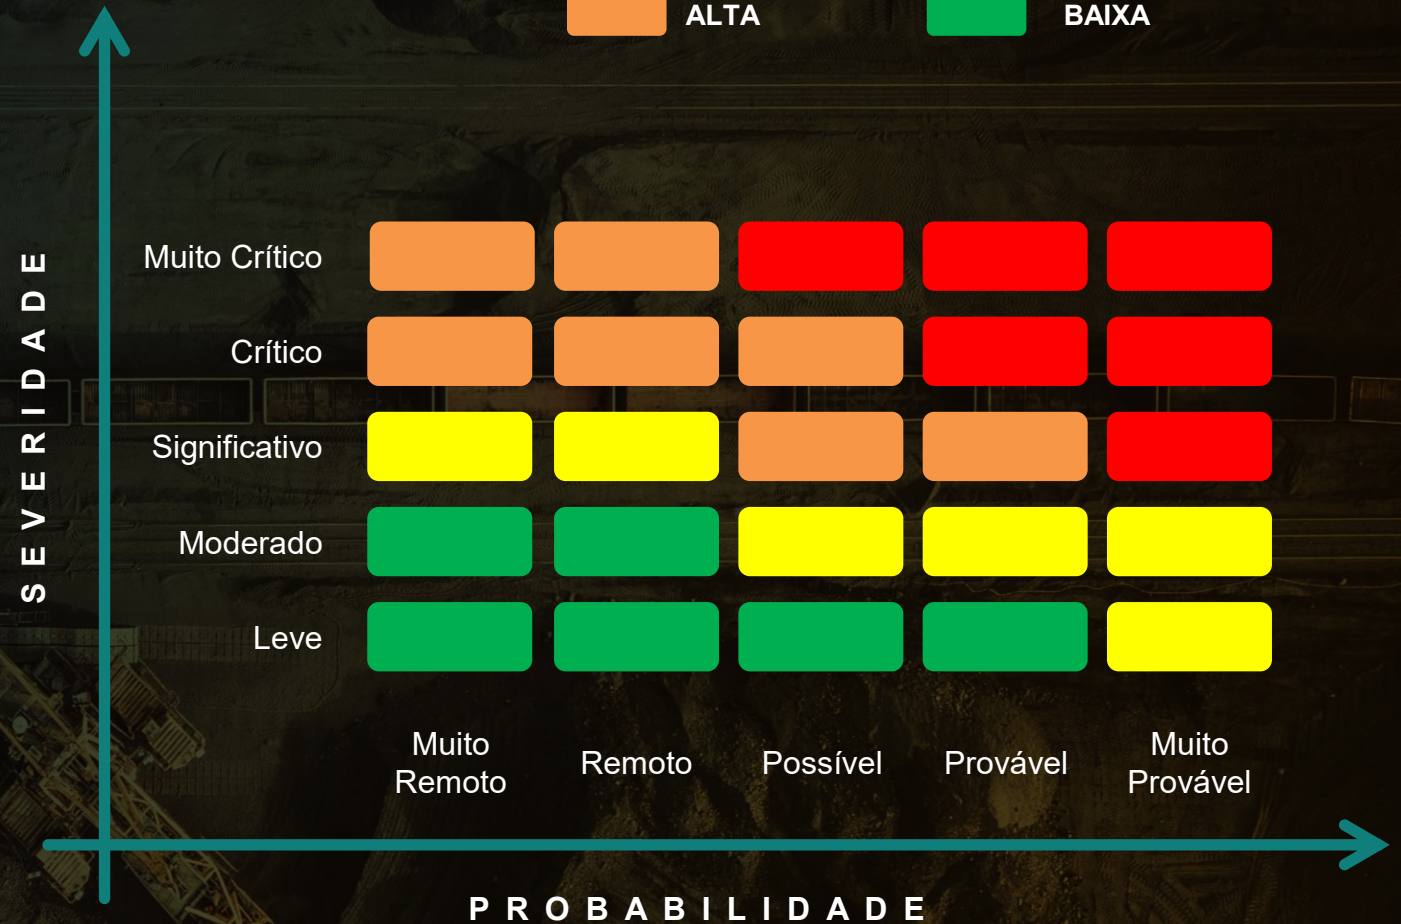 ALTA
BAIXA
SEVERIDADE
Muito Crítico
Crítico
Significativo
Moderado
Leve
Muito
Remoto
Remoto
Possível
Provável
Muito
Provável
PROBABILIDADE